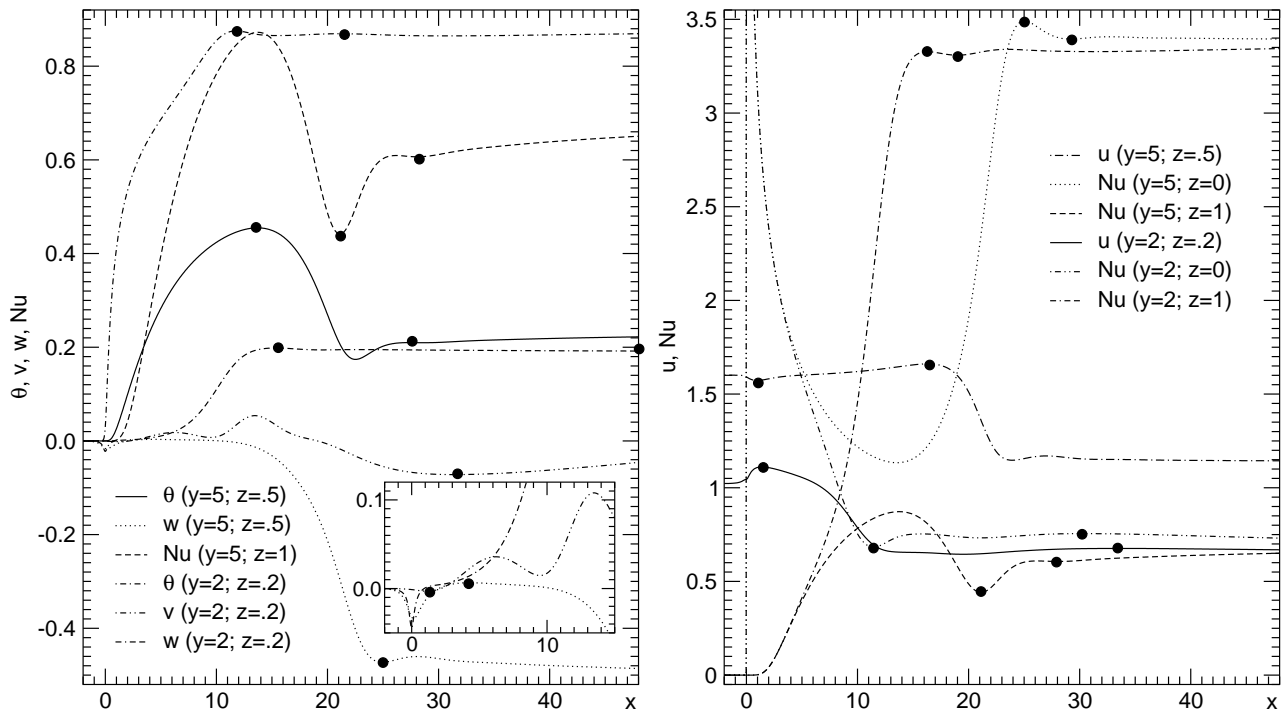 θ, v, w, Nu
0.8
0.6
0.4
0.2
0.0
-0.2
-0.4
θ (y=5; z=.5)
w (y=5; z=.5)
Nu (y=5; z=1)
θ (y=2; z=.2)
v (y=2; z=.2)
w (y=2; z=.2)
0.1
0.0
0
10
0
10
20
30
40
x
u, Nu
3.5
3
2.5
2
1.5
1
0.5
0
u (y=5; z=.5)
Nu (y=5; z=0)
Nu (y=5; z=1)
u (y=2; z=.2)
Nu (y=2; z=0)
Nu (y=2; z=1)
0
10
20
30
40
x